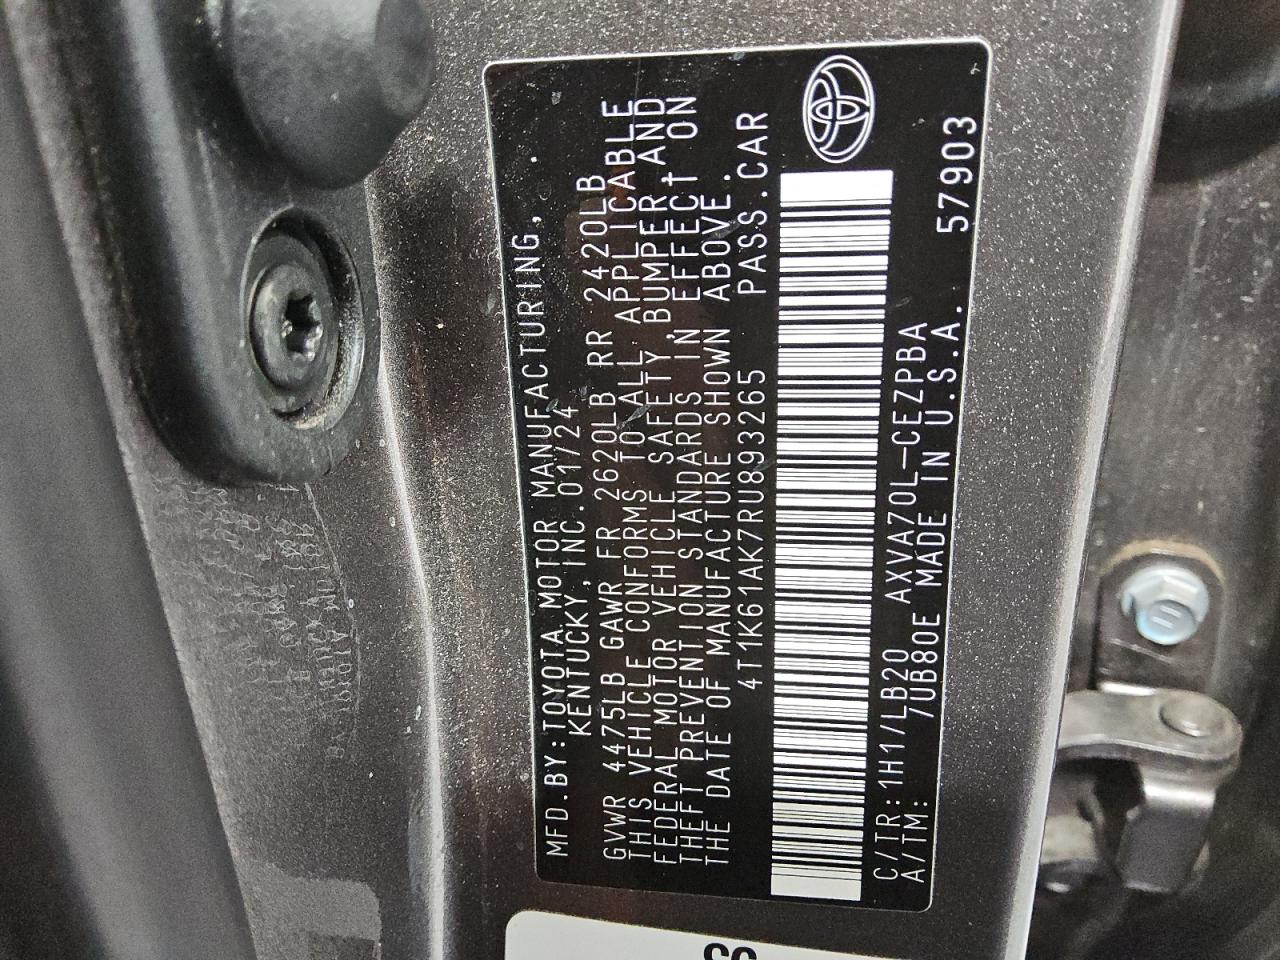 MFD.BY:TOYOTA MOTOR MANUFACTURING,
KENTUCKY,INC.01/24
GVWR 4475LB GAWR FR 2620LB RR 2420LB
THIS VEHICLE CONFORMS TO ALL APPLICABLE
FEDERAL MOTOR VEHICLE SAFETY,BUMPER,AND
THEFT PREVENTION STANDARDS IN EFFECT ON
THE DATE OF MANUFACTURE SHOWN ABOVE.
4T1K61AK7RU893265 PASS.CAR
C/TR:1H1/LB20 AXVA70L-CEZPBA
A/TM: /UB80E MADE IN U.S.A. 57903